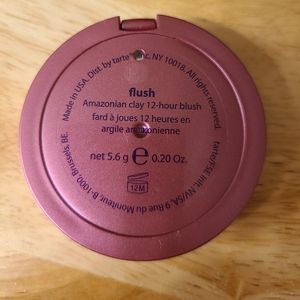 Made in USA. Dist. by tarte inc. NY 10018. All rights reserved.
flush
Amazonian clay 12-hour blush
fard à joues 12 heures en
argile amazonienne
net 5.6 g e 0.20 Oz.
12M
tarte/TSE Int. NV/SA, 9 Rue du Moniteur, B-1000 Brussels, BE.